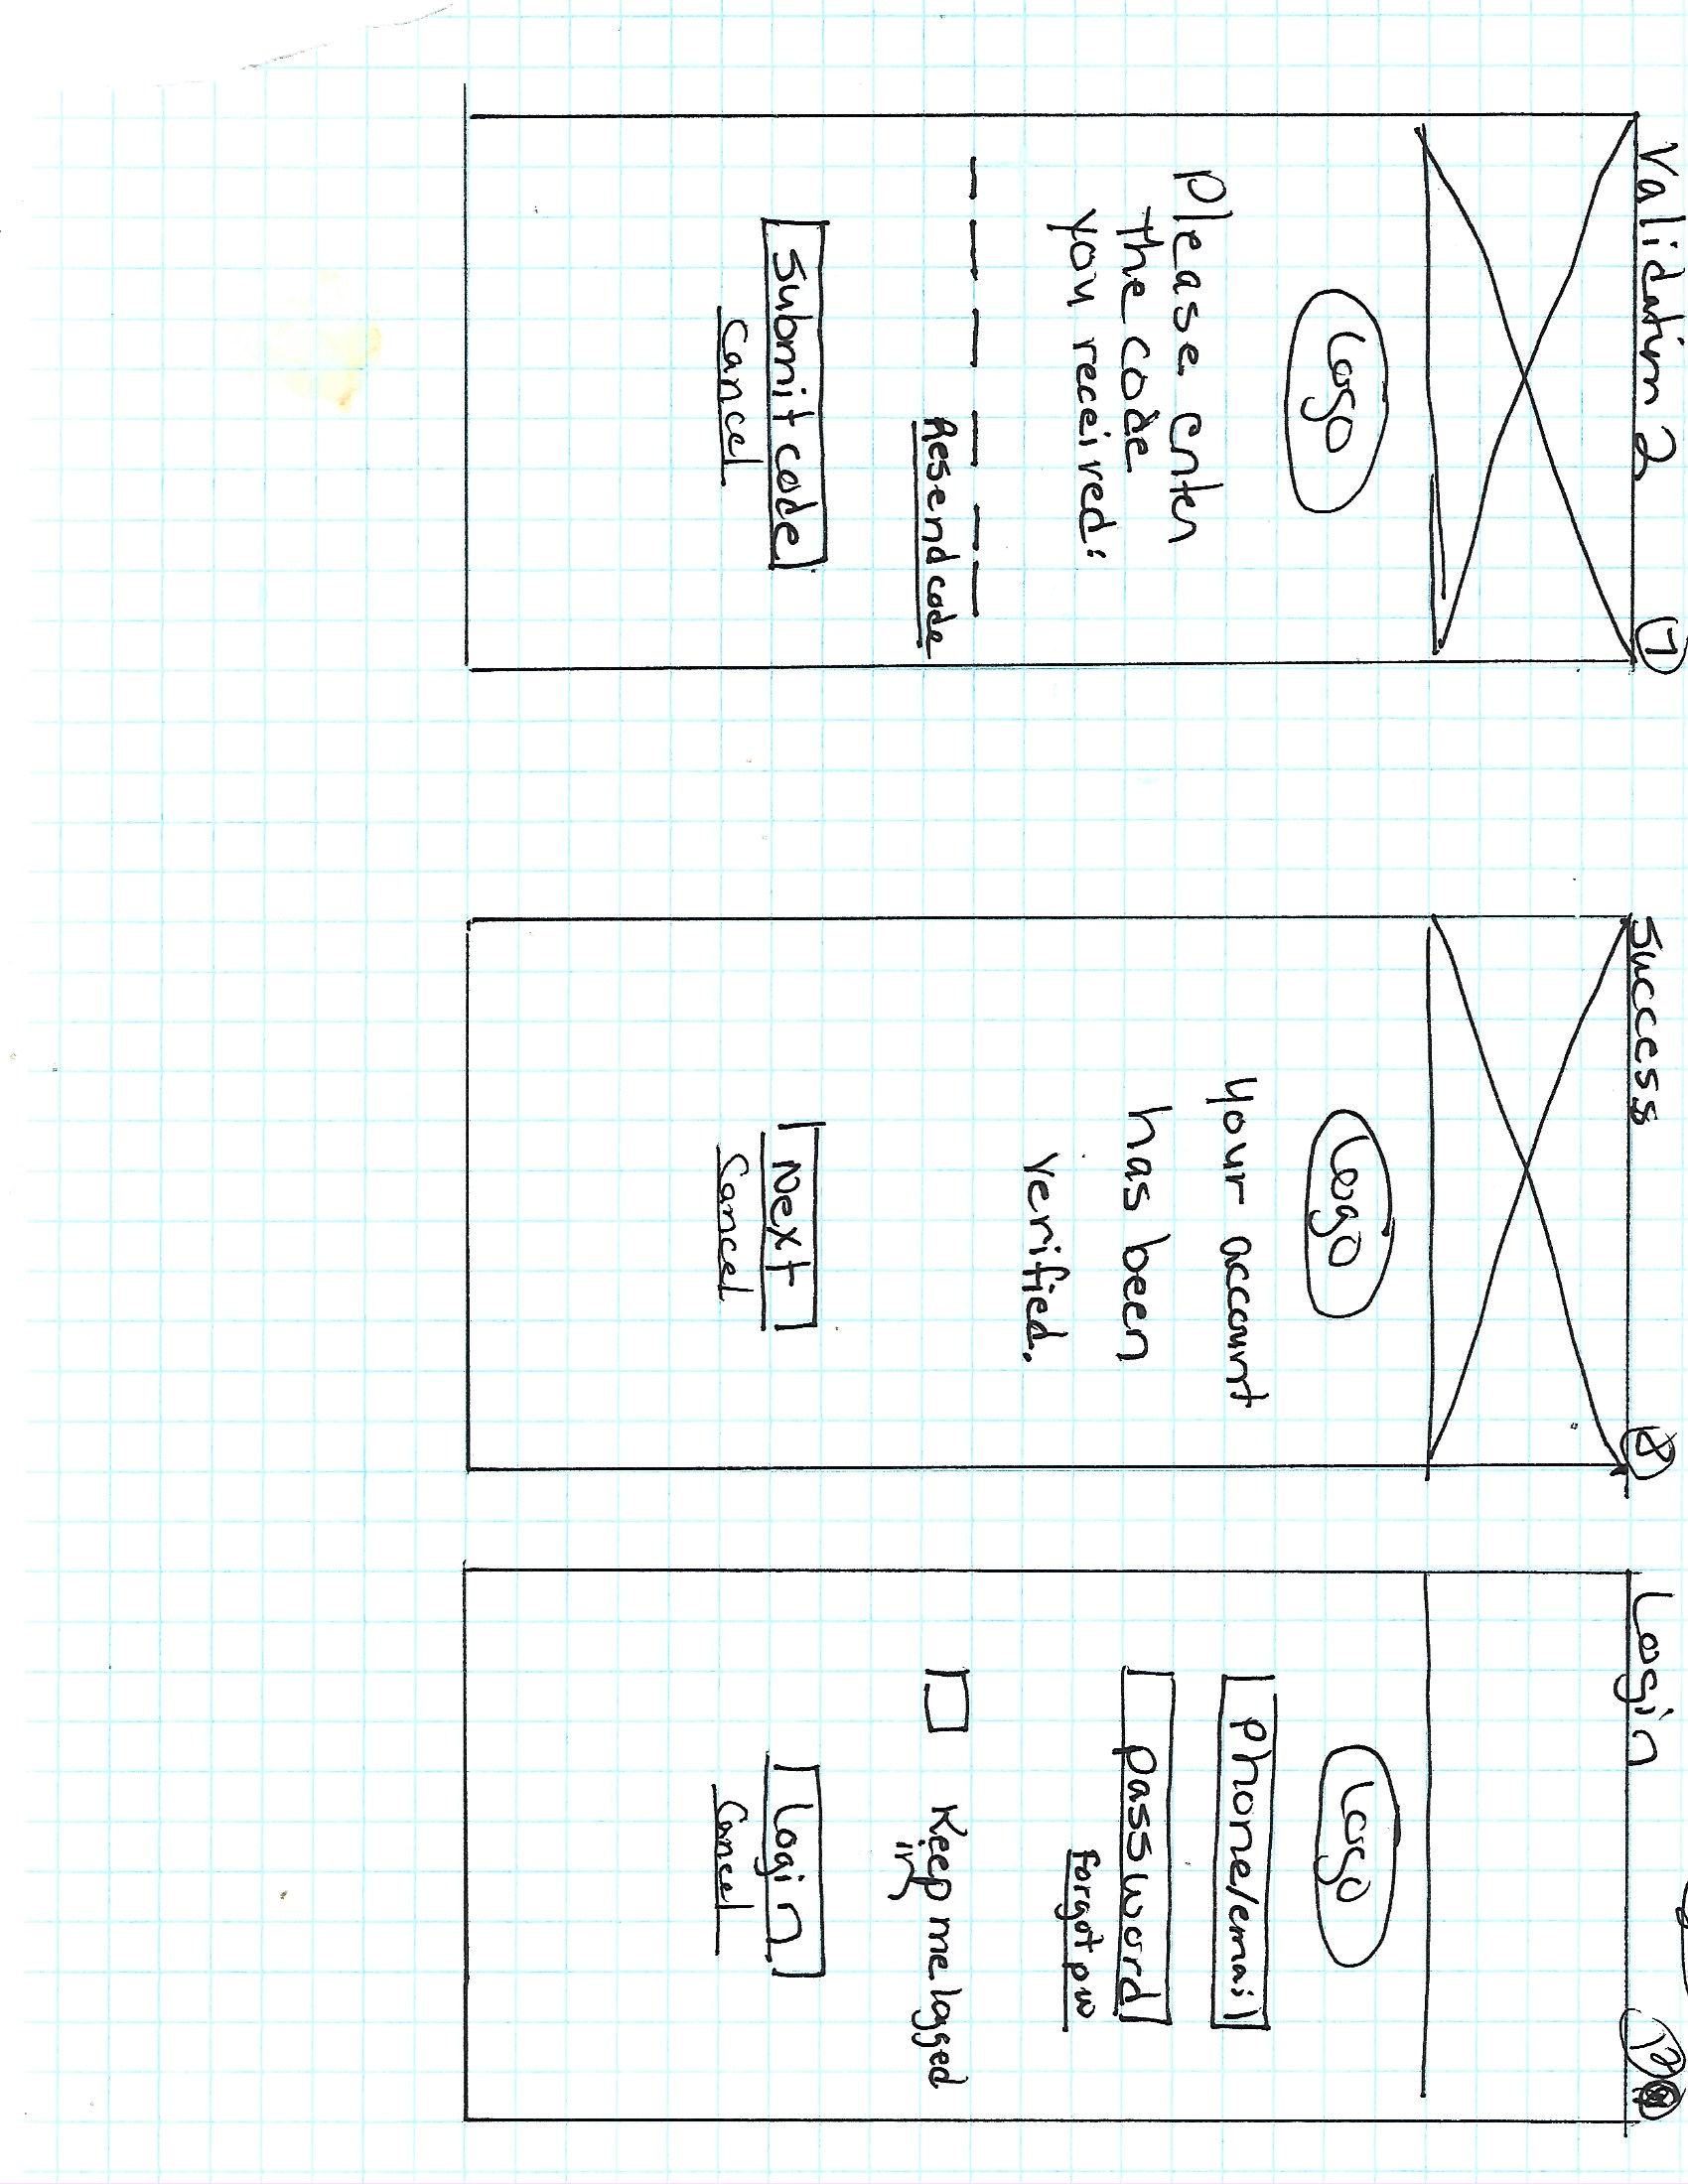 Validation 2
7
Logo
Please enter
the code
you received:
Resend code
Submit code
Cancel
Success
8
Logo
Your account
has been
verified.
Next
Cancel
Login
Logo
Phone/email
password
forgot pw
Keep me logged
in
Login
Cancel